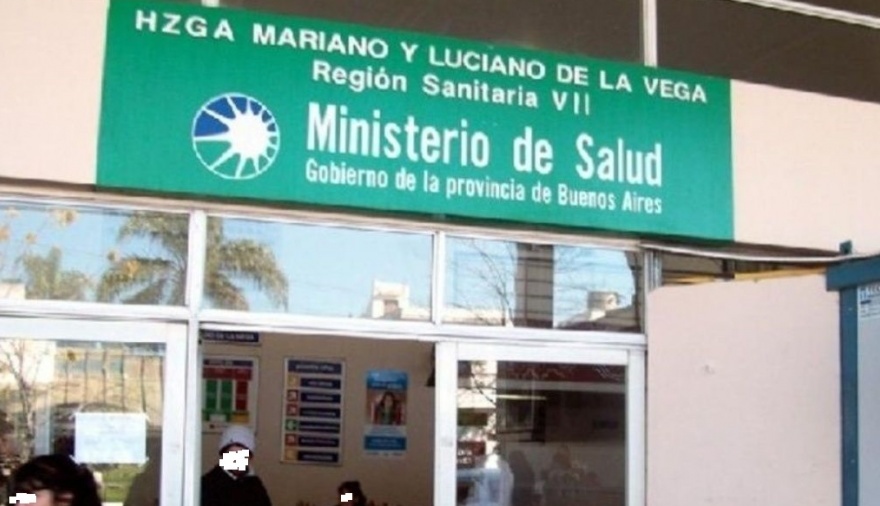 HZGA MARIANO Y LUCIANO DE LA VEGA
Región Sanitaria VII
Ministerio de Salud
Gobierno de la provincia de Buenos Aires